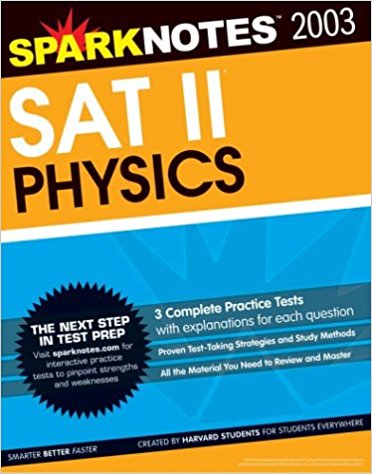 SPARKNOTES™ 2003
SAT II
PHYSICS
3 Complete Practice Tests
with explanations for each question
THE NEXT STEP
IN TEST PREP
Visit sparknotes.com for
interactive practice
tests to pinpoint strengths
and weaknesses
Proven Test-Taking Strategies and Study Methods
All the Material You Need to Review and Master
SMARTER BETTER FASTER
CREATED BY HARVARD STUDENTS FOR STUDENTS EVERYWHERE